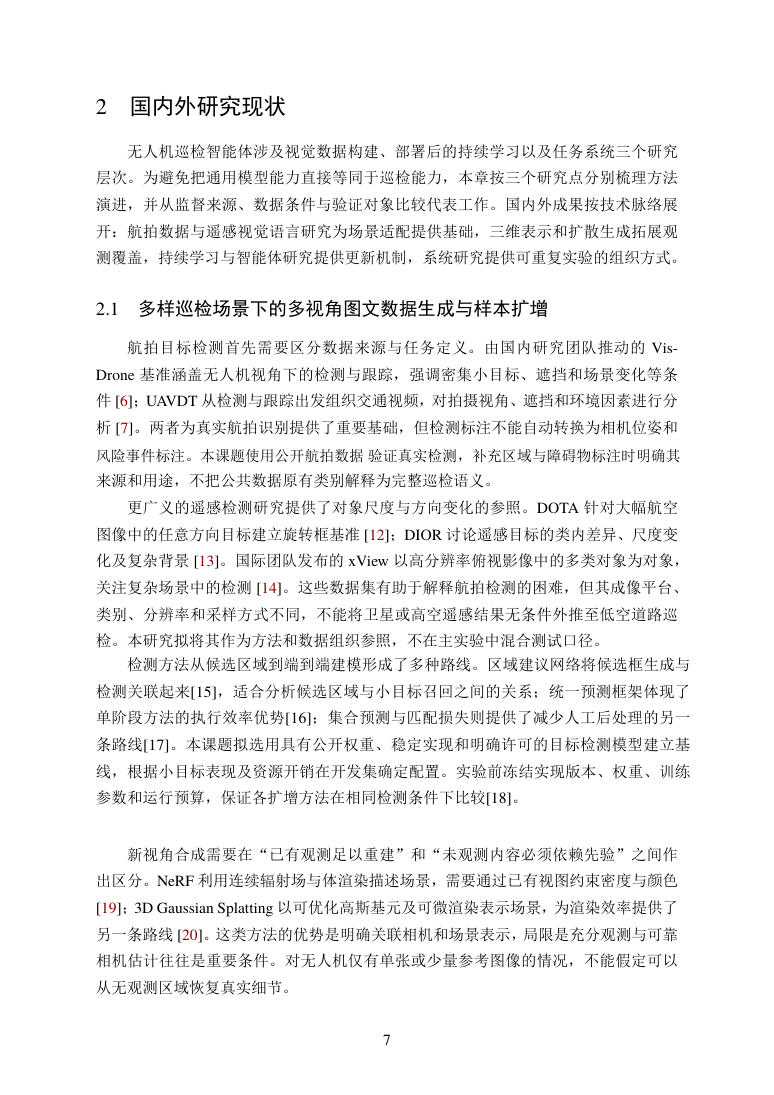 2 国内外研究现状
无人机巡检智能体涉及视觉数据构建、部署后的持续学习以及任务系统三个研究
层次。为避免把通用模型能力直接等同于巡检能力，本章按三个研究点分别梳理方法
演进，并从监督来源、数据条件与验证对象比较代表工作。国内外成果按技术脉络展
开：航拍数据与遥感视觉语言研究为场景适配提供基础，三维表示和扩散生成拓展观
测覆盖，持续学习与智能体研究提供更新机制，系统研究提供可重复实验的组织方式。
2.1 多样巡检场景下的多视角图文数据生成与样本扩增
航拍目标检测首先需要区分数据来源与任务定义。由国内研究团队推动的 Vis-
Drone 基准涵盖无人机视角下的检测与跟踪，强调密集小目标、遮挡和场景变化等条
件 [6]；UAVDT 从检测与跟踪出发组织交通视频，对拍摄视角、遮挡和环境因素进行分
析 [7]。两者为真实航拍识别提供了重要基础，但检测标注不能自动转换为相机位姿和
风险事件标注。本课题使用公开航拍数据 验证真实检测，补充区域与障碍物标注时明确其
来源和用途，不把公共数据原有类别解释为完整巡检语义。
更广义的遥感检测研究提供了对象尺度与方向变化的参照。DOTA 针对大幅航空
图像中的任意方向目标建立旋转框基准 [12]；DIOR 讨论遥感目标的类内差异、尺度变
化及复杂背景 [13]。国际团队发布的 xView 以高分辨率俯视影像中的多类对象为对象，
关注复杂场景中的检测 [14]。这些数据集有助于解释航拍检测的困难，但其成像平台、
类别、分辨率和采样方式不同，不能将卫星或高空遥感结果无条件外推至低空道路巡
检。本研究拟将其作为方法和数据组织参照，不在主实验中混合测试口径。
检测方法从候选区域到端到端建模形成了多种路线。区域建议网络将候选框生成与
检测关联起来[15]，适合分析候选区域与小目标召回之间的关系；统一预测框架体现了
单阶段方法的执行效率优势[16]；集合预测与匹配损失则提供了减少人工后处理的另一
条路线[17]。本课题拟选用具有公开权重、稳定实现和明确许可的目标检测模型建立基
线，根据小目标表现及资源开销在开发集确定配置。实验前冻结实现版本、权重、训练
参数和运行预算，保证各扩增方法在相同检测条件下比较[18]。
新视角合成需要在“已有观测足以重建”和“未观测内容必须依赖先验”之间作
出区分。NeRF 利用连续辐射场与体渲染描述场景，需要通过已有视图约束密度与颜色
[19]；3D Gaussian Splatting 以可优化高斯基元及可微渲染表示场景，为渲染效率提供了
另一条路线 [20]。这类方法的优势是明确关联相机和场景表示，局限是充分观测与可靠
相机估计往往是重要条件。对无人机仅有单张或少量参考图像的情况，不能假定可以
从无观测区域恢复真实细节。
7